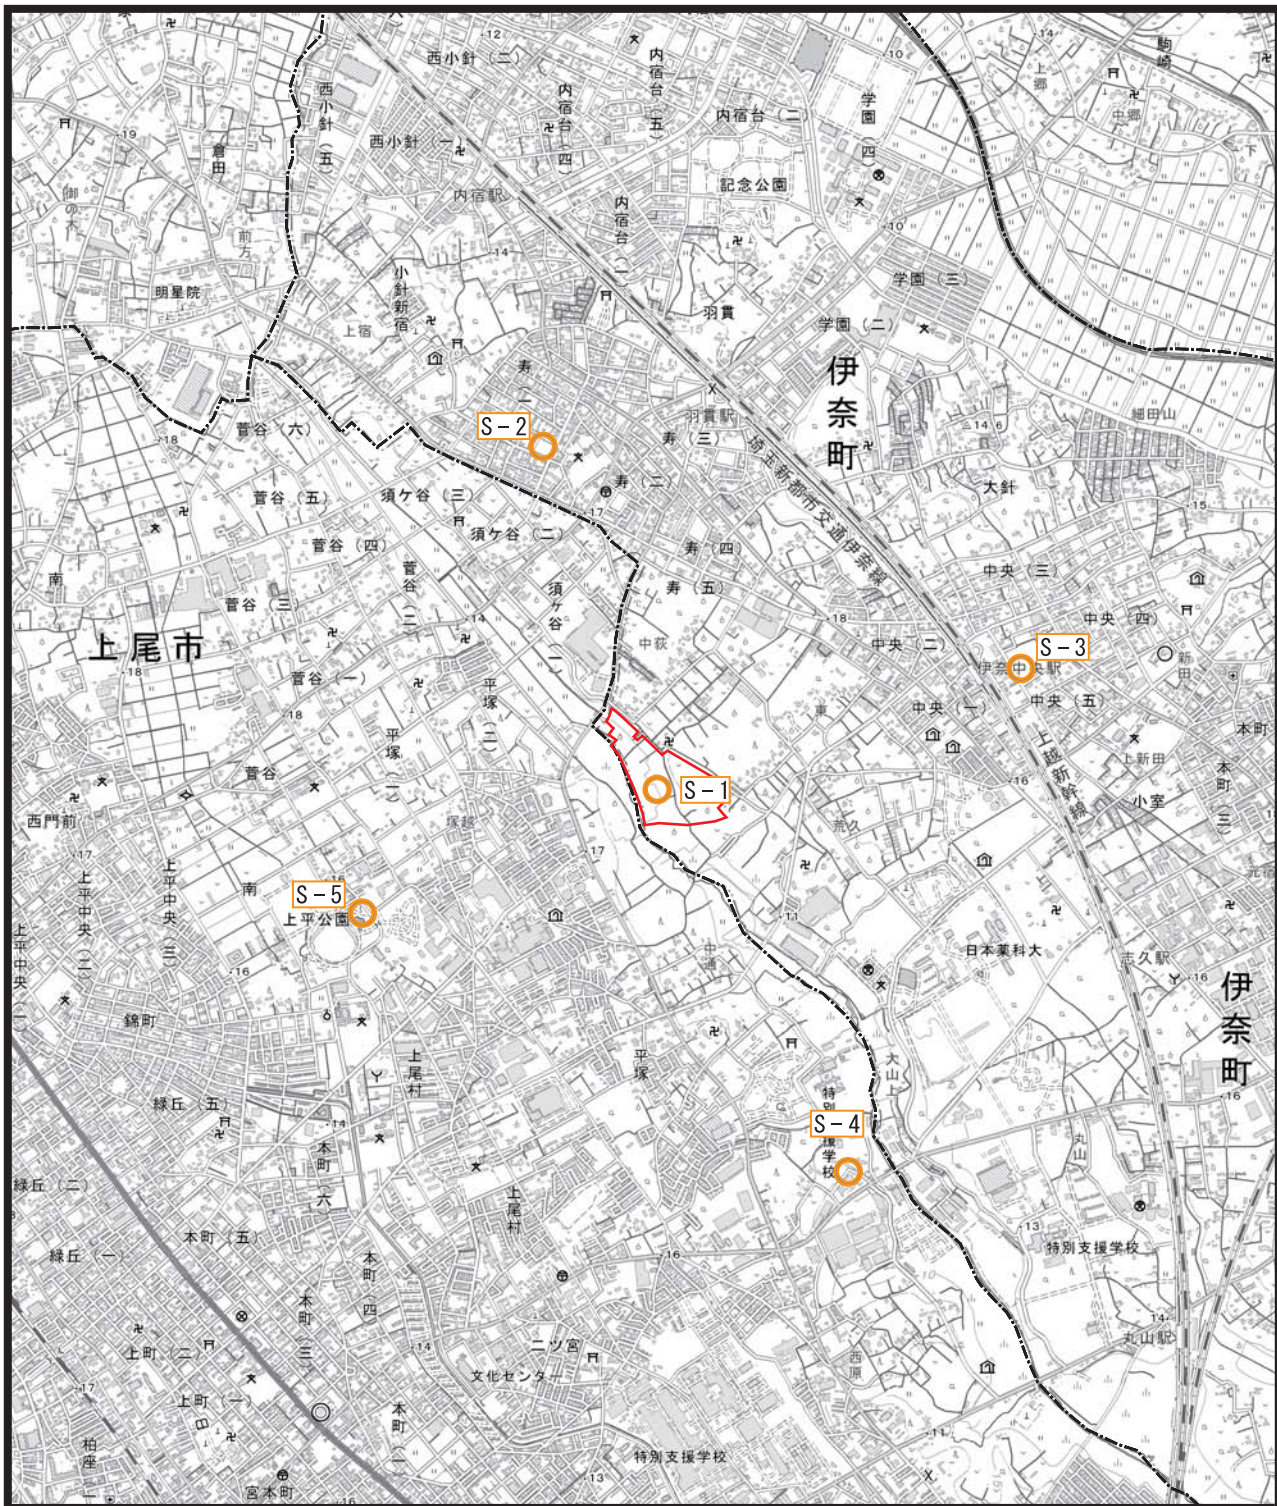 西小針（二）
内宿台（五）
内宿台（四）
内宿台（二）
学園（四）
上郷
駒崎
中郷
下
西小針（五）
西小針（一）
倉田
記念公園
内宿駅
内宿台（一）
前方
明星院
小針新宿
上宿
学園（三）
学園（二）
羽貫
伊奈町
寿（一）
羽貫駅
寿（三）
細田山
S－2
菅谷（六）
埼玉新都市交通伊奈線
大針
菅谷（五）
須ケ谷（三）
寿（二）
須ケ谷（二）
菅谷（四）
寿（四）
中央（三）
南
菅谷（三）
菅谷（二）
須ケ谷（一）
寿（五）
中央（四）
上尾市
中荻
中央（二）
伊奈中央駅
S－3
新田
菅谷（一）
平塚（二）
東
中央（一）
中央（五）
本町
平塚（一）
上越新幹線
上新田
菅谷
S－1
小室
本町（三）
西門前
塚越
荒久
元宿
上平中央（三）
上平中央（二）
上平中央（一）
南
S－5
上平公園
中通
日本薬科大
志久駅
伊奈町
錦町
上尾村
平塚
大山上
緑丘（五）
特別
S－4
援学校
丸山
本町（六）
緑丘（二）
上尾村
本町（五）
緑丘（一）
特別支援学校
本町（四）
本町（三）
丸山駅
上町（二）
二ツ宮
文化センター
西原
上町（一）
本町（一）
柏座
特別支援学校
宮本町